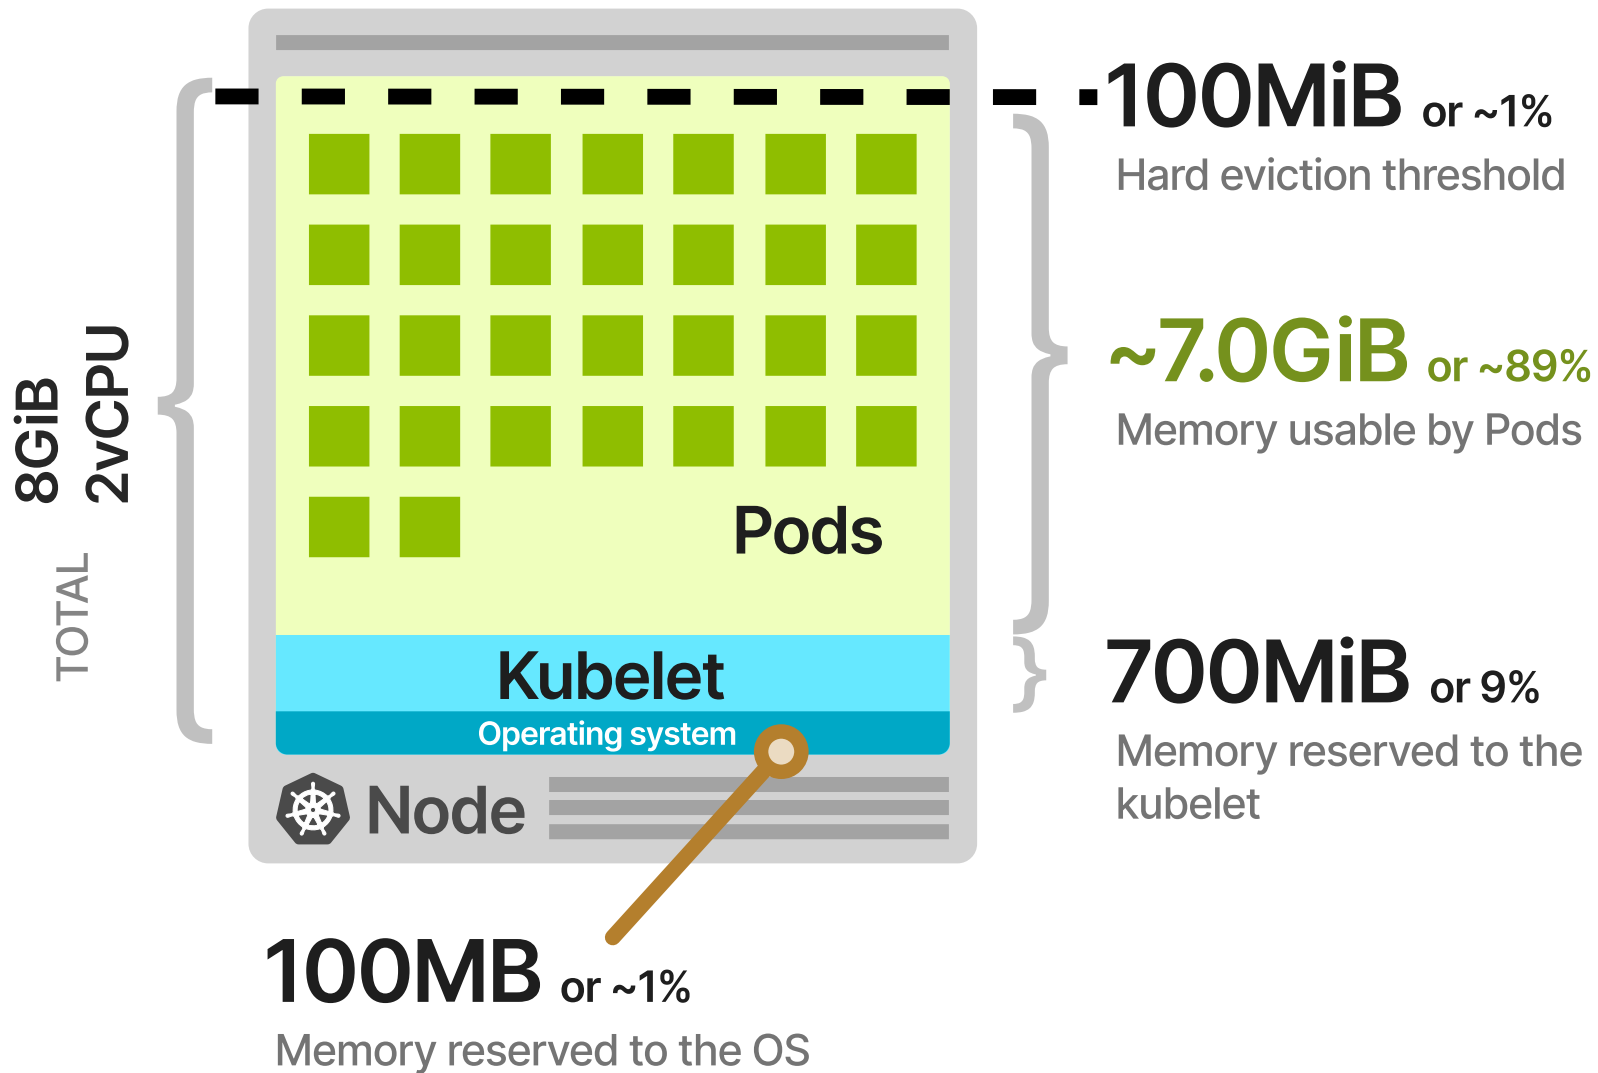 100MiB or ~1%
Hard eviction threshold
8GiB
2vCPU
TOTAL
~7.0GiB or ~89%
Memory usable by Pods
Pods
Kubelet
Operating system
700MiB or 9%
Memory reserved to the
kubelet
Node
100MB or ~1%
Memory reserved to the OS